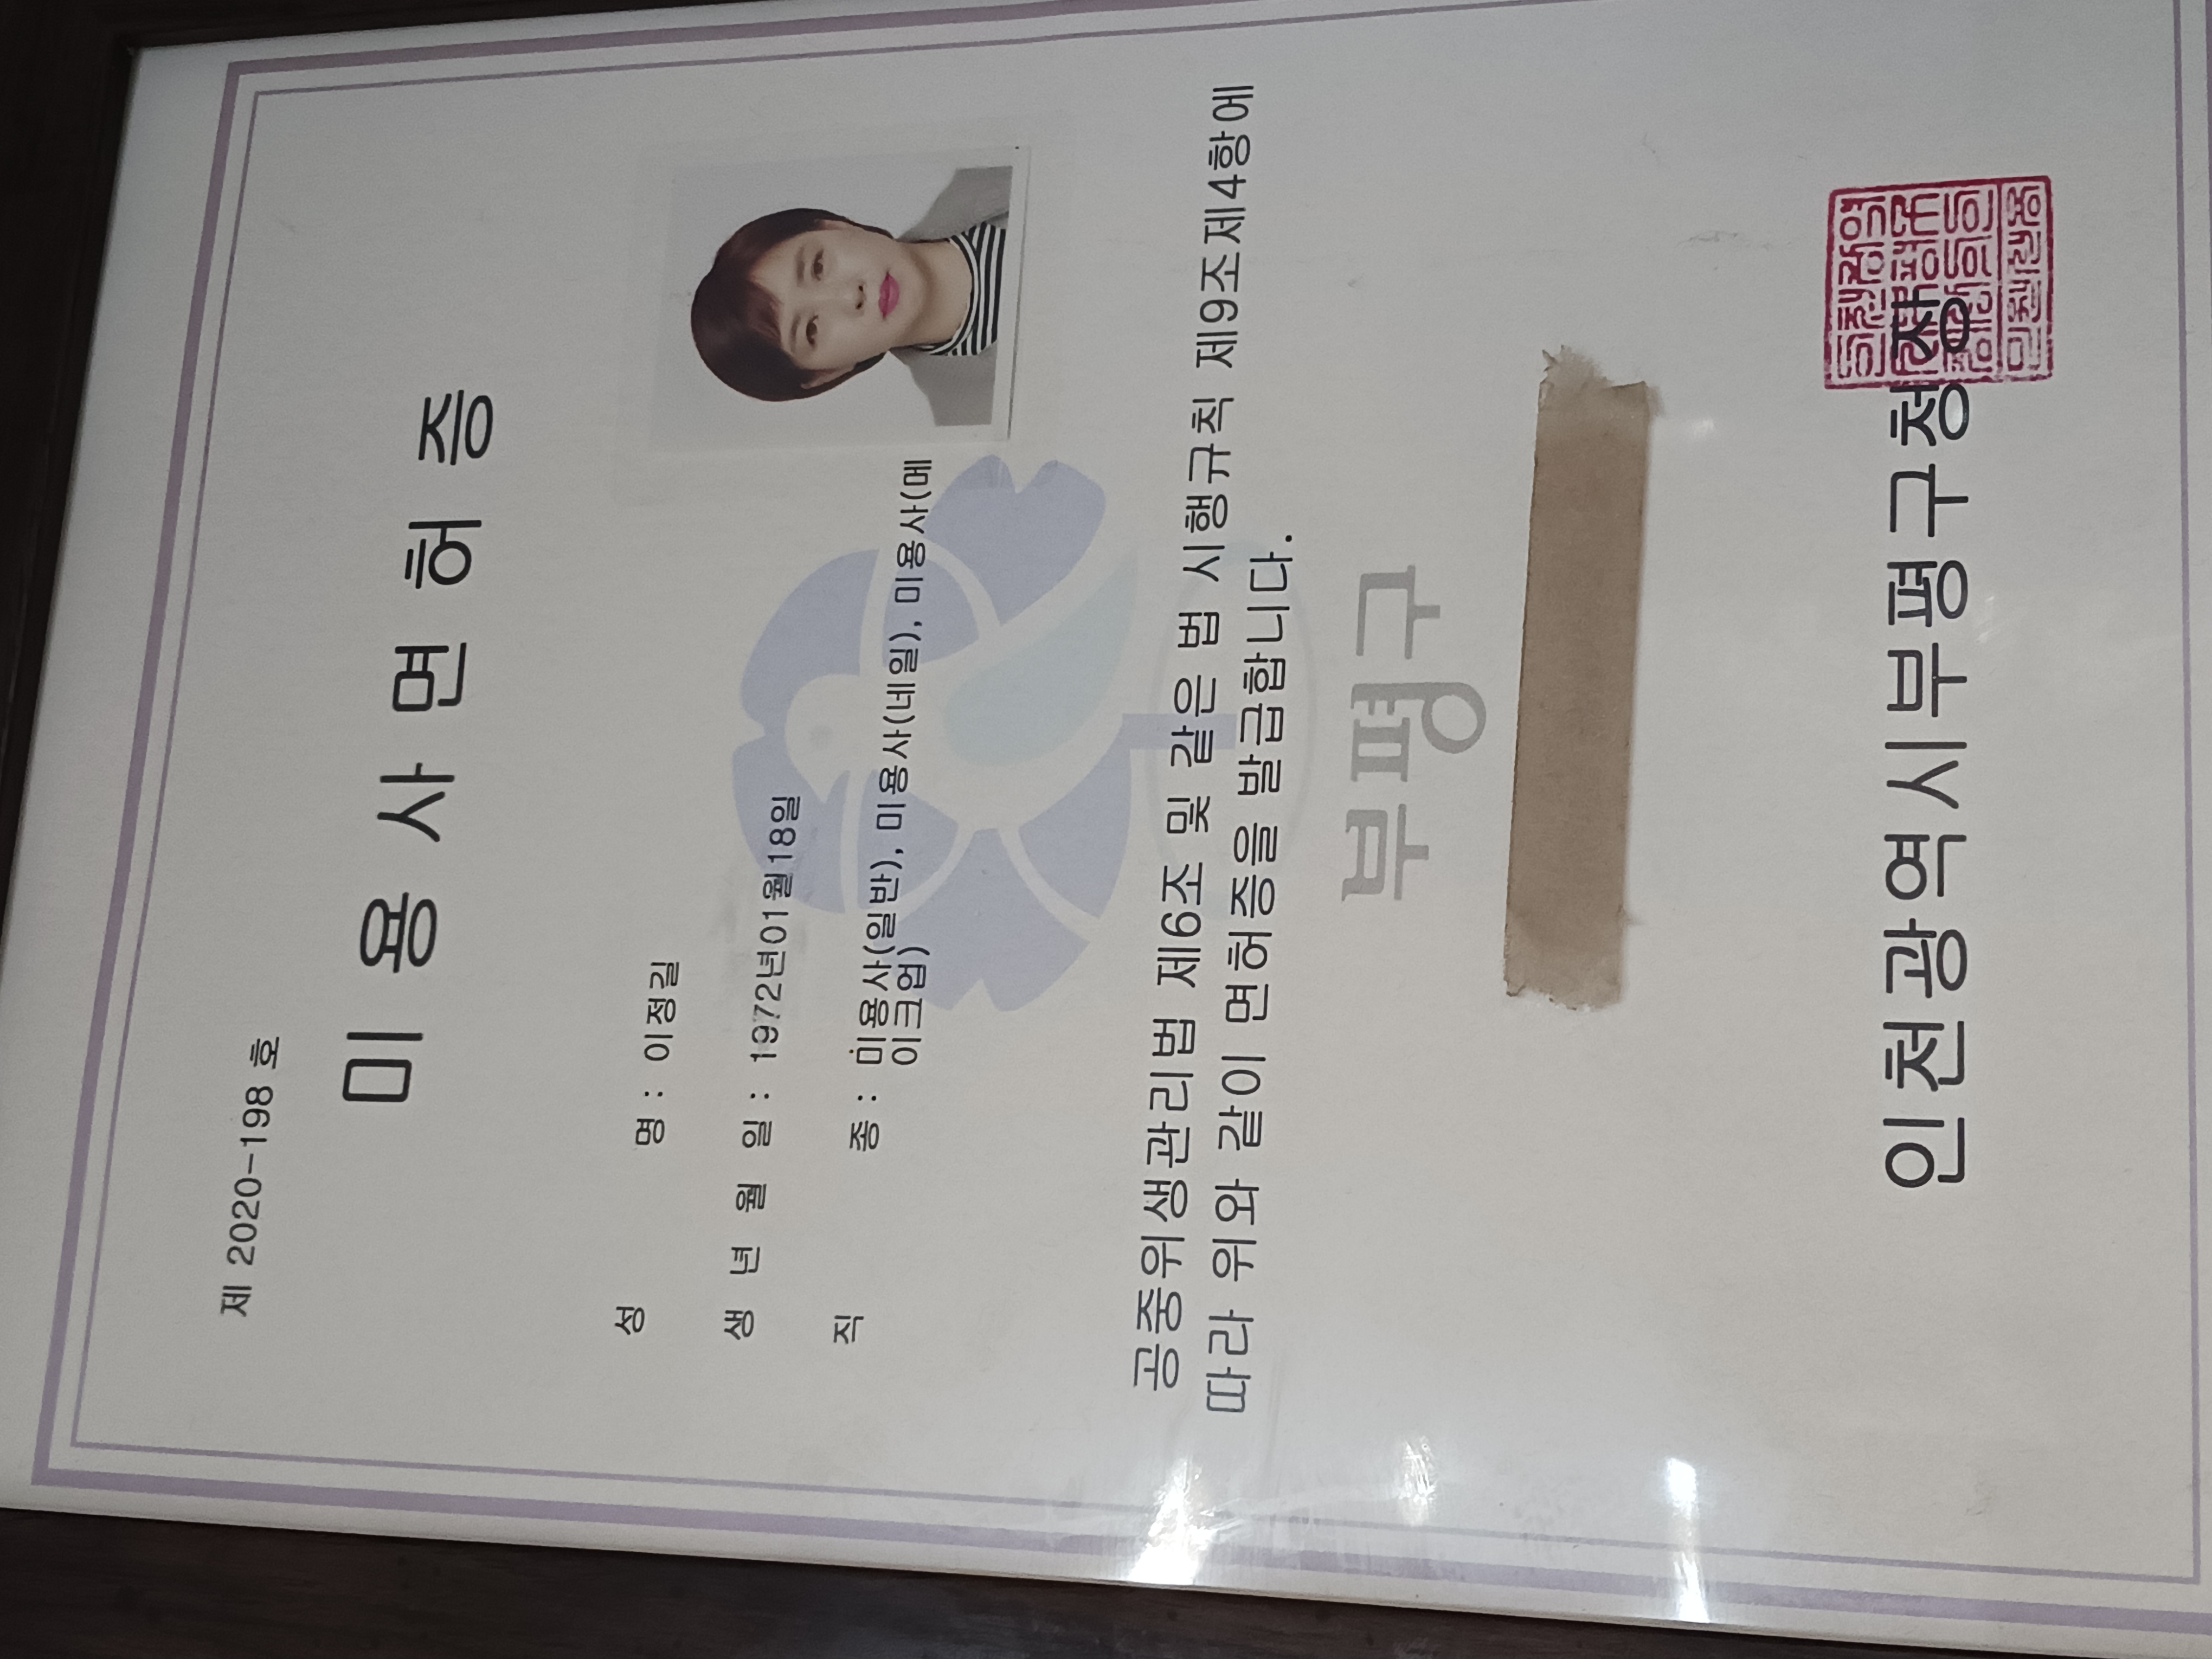 제 2020-198 호
미 용 사 면 허 증
성 명 : 이정길
생 년 월 일 : 1972년01월18일
직 종 : 미용사(일반), 미용사(네일), 미용사(메
이크업)
공중위생관리법 제6조 및 같은 법 시행규칙 제9조제4항에
따라 위와 같이 면허증을 발급합니다.
부평구
인천광역시부평구청장